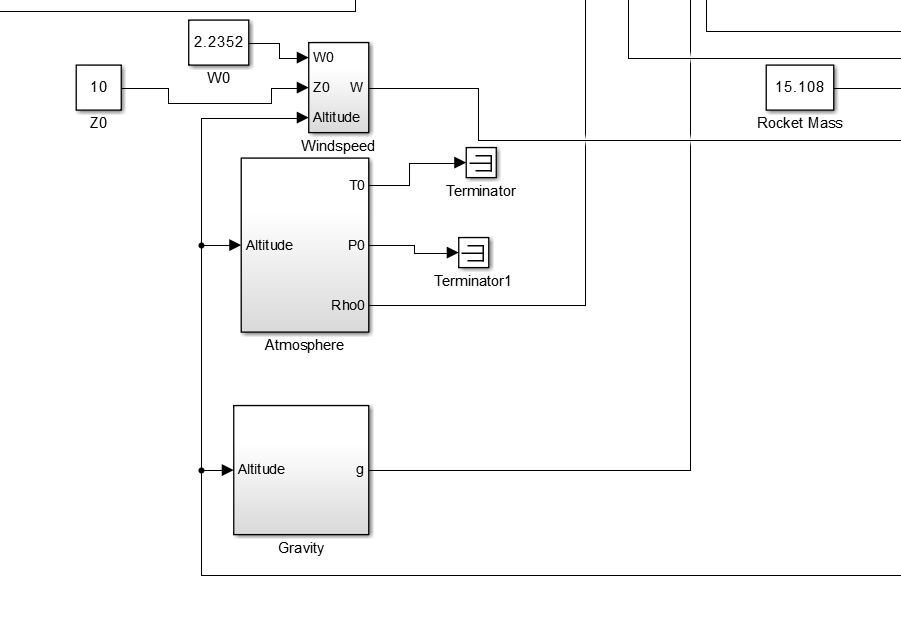 2.2352
W0
10
Z0
W0
Z0 W
Altitude
Windspeed
15.108
Rocket Mass
T0
Altitude P0
Rho0
Atmosphere
Terminator
Terminator1
Altitude g
Gravity